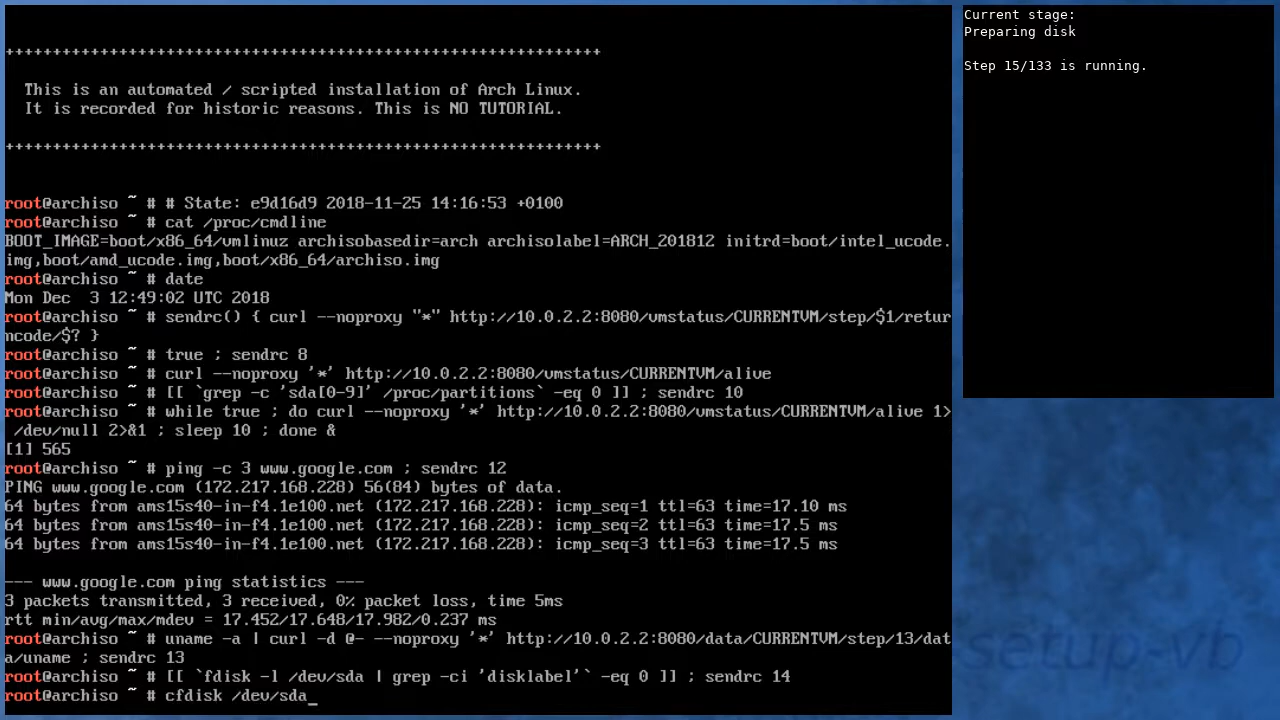 ++++++++++++++++++++++++++++++++++++++++++++++++++++++++++++++++
This is an automated / scripted installation of Arch Linux.
It is recorded for historic reasons. This is NO TUTORIAL.
++++++++++++++++++++++++++++++++++++++++++++++++++++++++++++++++
root@archiso ~ # # State: e9d16d9 2018-11-25 14:16:53 +0100
root@archiso ~ # cat /proc/cmdline
BOOT_IMAGE=boot/x86_64/vmlinuz archisobasedir=arch archisolabel=ARCH_201812 initrd=boot/intel_ucode.
img,boot/amd_ucode.img,boot/x86_64/archiso.img
root@archiso ~ # date
Mon Dec  3 12:49:02 UTC 2018
root@archiso ~ # sendrc() { curl --noproxy "*" http://10.0.2.2:8080/vmstatus/CURRENTVM/step/$1/retur
ncode/$? }
root@archiso ~ # true ; sendrc 8
root@archiso ~ # curl --noproxy '*' http://10.0.2.2:8080/vmstatus/CURRENTVM/alive
root@archiso ~ # [[ `grep -c 'sda[0-9]' /proc/partitions` -eq 0 ]] ; sendrc 10
root@archiso ~ # while true ; do curl --noproxy '*' http://10.0.2.2:8080/vmstatus/CURRENTVM/alive 1>
/dev/null 2>&1 ; sleep 10 ; done &
[1] 565
root@archiso ~ # ping -c 3 www.google.com ; sendrc 12
PING www.google.com (172.217.168.228) 56(84) bytes of data.
64 bytes from ams15s40-in-f4.1e100.net (172.217.168.228): icmp_seq=1 ttl=63 time=17.10 ms
64 bytes from ams15s40-in-f4.1e100.net (172.217.168.228): icmp_seq=2 ttl=63 time=17.5 ms
64 bytes from ams15s40-in-f4.1e100.net (172.217.168.228): icmp_seq=3 ttl=63 time=17.5 ms
--- www.google.com ping statistics ---
3 packets transmitted, 3 received, 0% packet loss, time 5ms
rtt min/avg/max/mdev = 17.452/17.648/17.982/0.237 ms
root@archiso ~ # uname -a | curl -d @- --noproxy '*' http://10.0.2.2:8080/data/CURRENTVM/step/13/dat
a/uname ; sendrc 13
root@archiso ~ # [[ `fdisk -l /dev/sda | grep -ci 'disklabel'` -eq 0 ]] ; sendrc 14
root@archiso ~ # cfdisk /dev/sda_
Current stage:
Preparing disk
Step 15/133 is running.
setup-vb